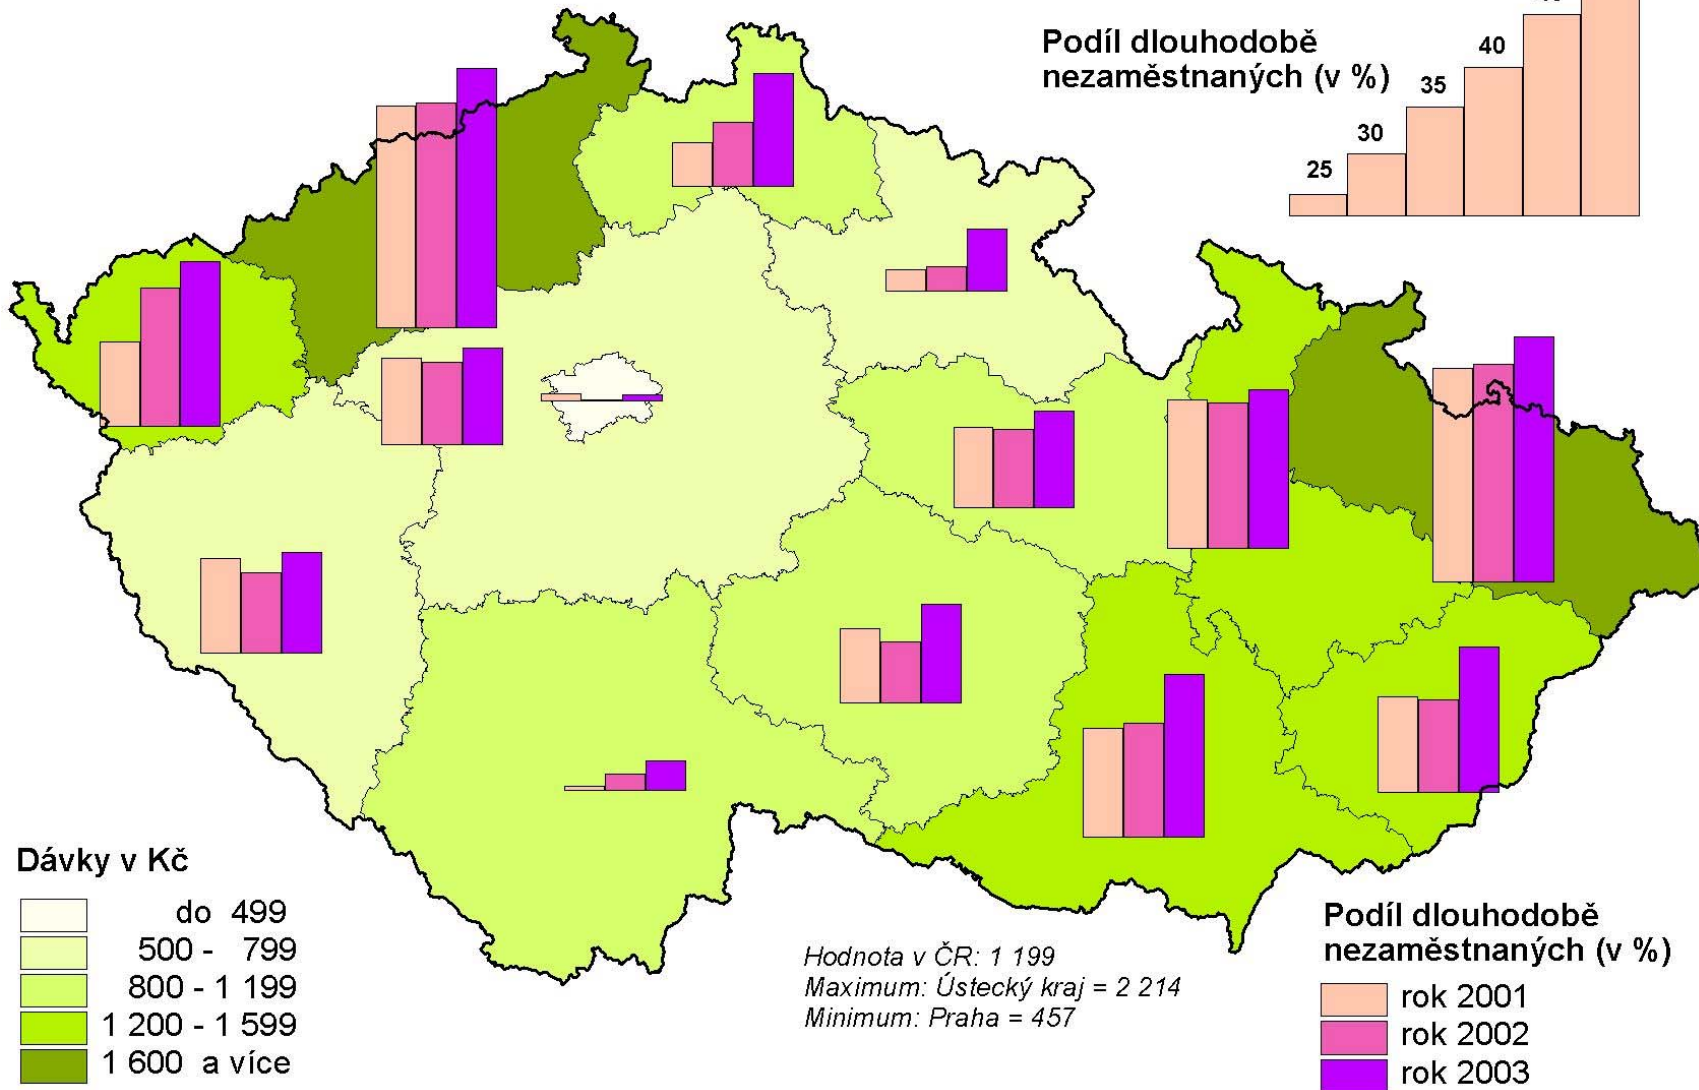 Podíl dlouhodobě
nezaměstnaných (v %)
25
30
35
40
Dávky v Kč
do 499
500 - 799
800 - 1 199
1 200 - 1 599
1 600 a více
Hodnota v ČR: 1 199
Maximum: Ústecký kraj = 2 214
Minimum: Praha = 457
Podíl dlouhodobě
nezaměstnaných (v %)
rok 2001
rok 2002
rok 2003